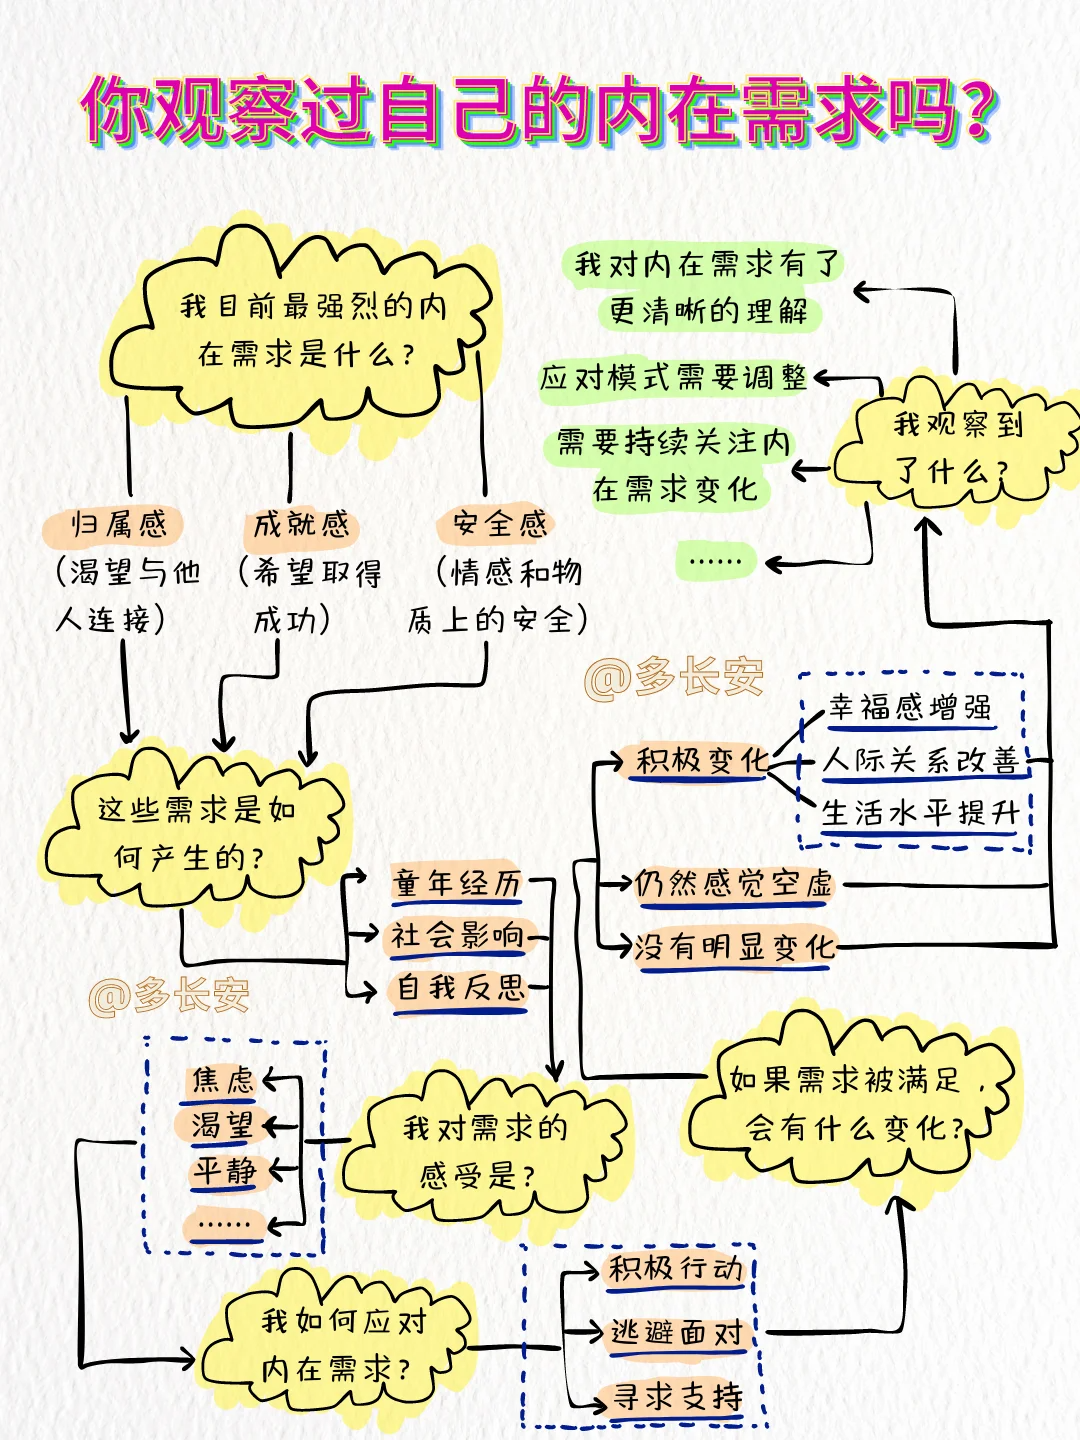 你观察过自己的内在需求吗?
我目前最强烈的内
在需求是什么?
归属感
(渴望与他
人连接)
成就感
(希望取得
成功)
安全感
(情感和物
质上的安全)
这些需求是如
何产生的?
童年经历
社会影响
自我反思
@多长安
我对需求的
感受是?
焦虑
渴望
平静
……
我如何应对
内在需求?
积极行动
逃避面对
寻求支持
如果需求被满足,
会有什么变化?
积极变化
幸福感增强
人际关系改善
生活水平提升
仍然感觉空虚
没有明显变化
@多长安
我观察到
了什么?
我对内在需求有了
更清晰的理解
应对模式需要调整
需要持续关注内
在需求变化
……